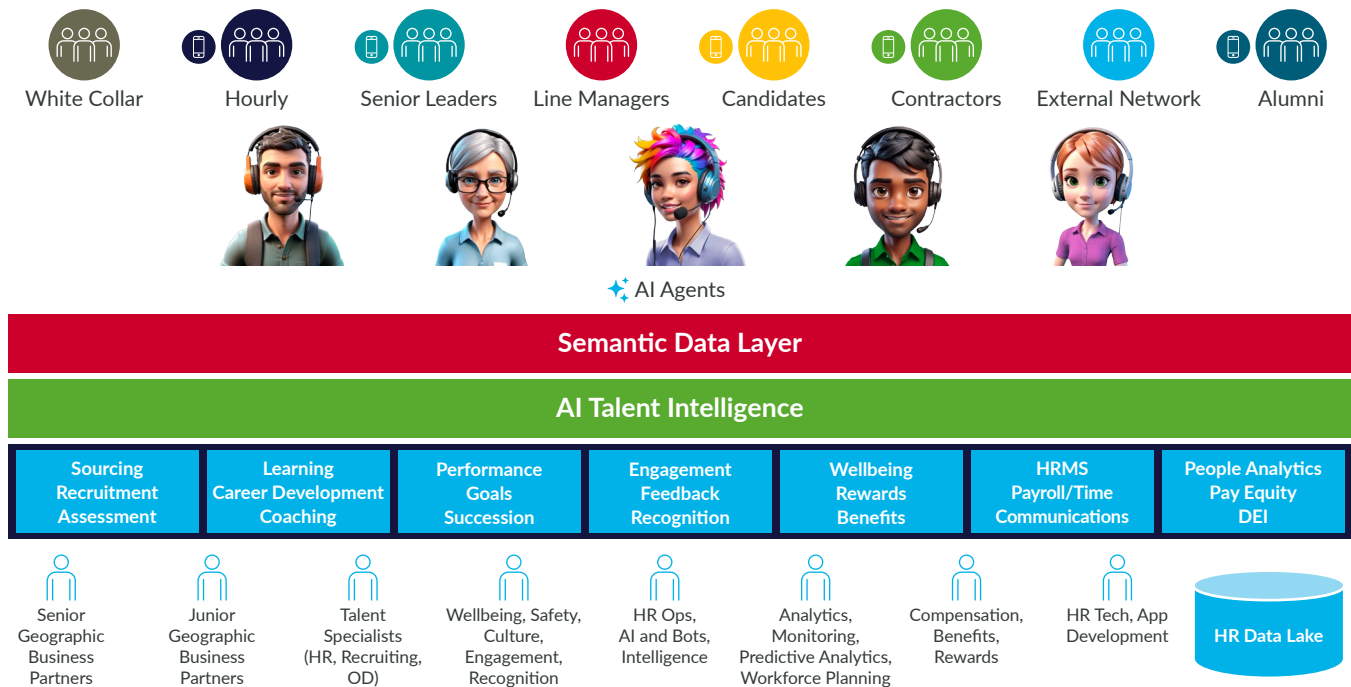 White Collar
Hourly
Senior Leaders
Line Managers
Candidates
Contractors
External Network
Alumni
AI Agents
Semantic Data Layer
AI Talent Intelligence
Sourcing
Recruitment
Assessment
Learning
Career Development
Coaching
Performance
Goals
Succession
Engagement
Feedback
Recognition
Wellbeing
Rewards
Benefits
HRMS
Payroll/Time
Communications
People Analytics
Pay Equity
DEI
Senior
Geographic
Business
Partners
Junior
Geographic
Business
Partners
Talent
Specialists
(HR, Recruiting,
OD)
Wellbeing, Safety,
Culture,
Engagement,
Recognition
HR Ops,
AI and Bots,
Intelligence
Analytics,
Monitoring,
Predictive Analytics,
Workforce Planning
Compensation,
Benefits,
Rewards
HR Tech, App
Development
HR Data Lake